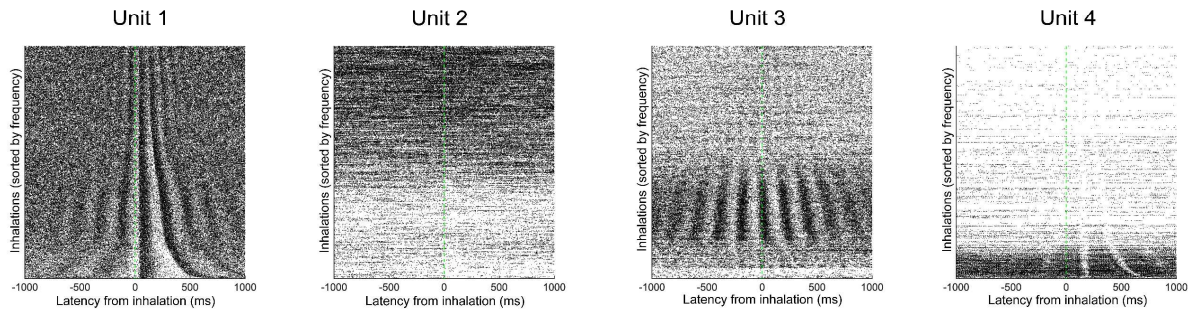 Unit 1
Unit 2
Unit 3
Unit 4
Inhalations (sorted by frequency)
-1000 -500 0 500 1000
Latency from inhalation (ms)
Inhalations (sorted by frequency)
-1000 -500 0 500 1000
Latency from inhalation (ms)
Inhalations (sorted by frequency)
-1000 -500 0 500 1000
Latency from inhalation (ms)
Inhalations (sorted by frequency)
-1000 -500 0 500 1000
Latency from inhalation (ms)